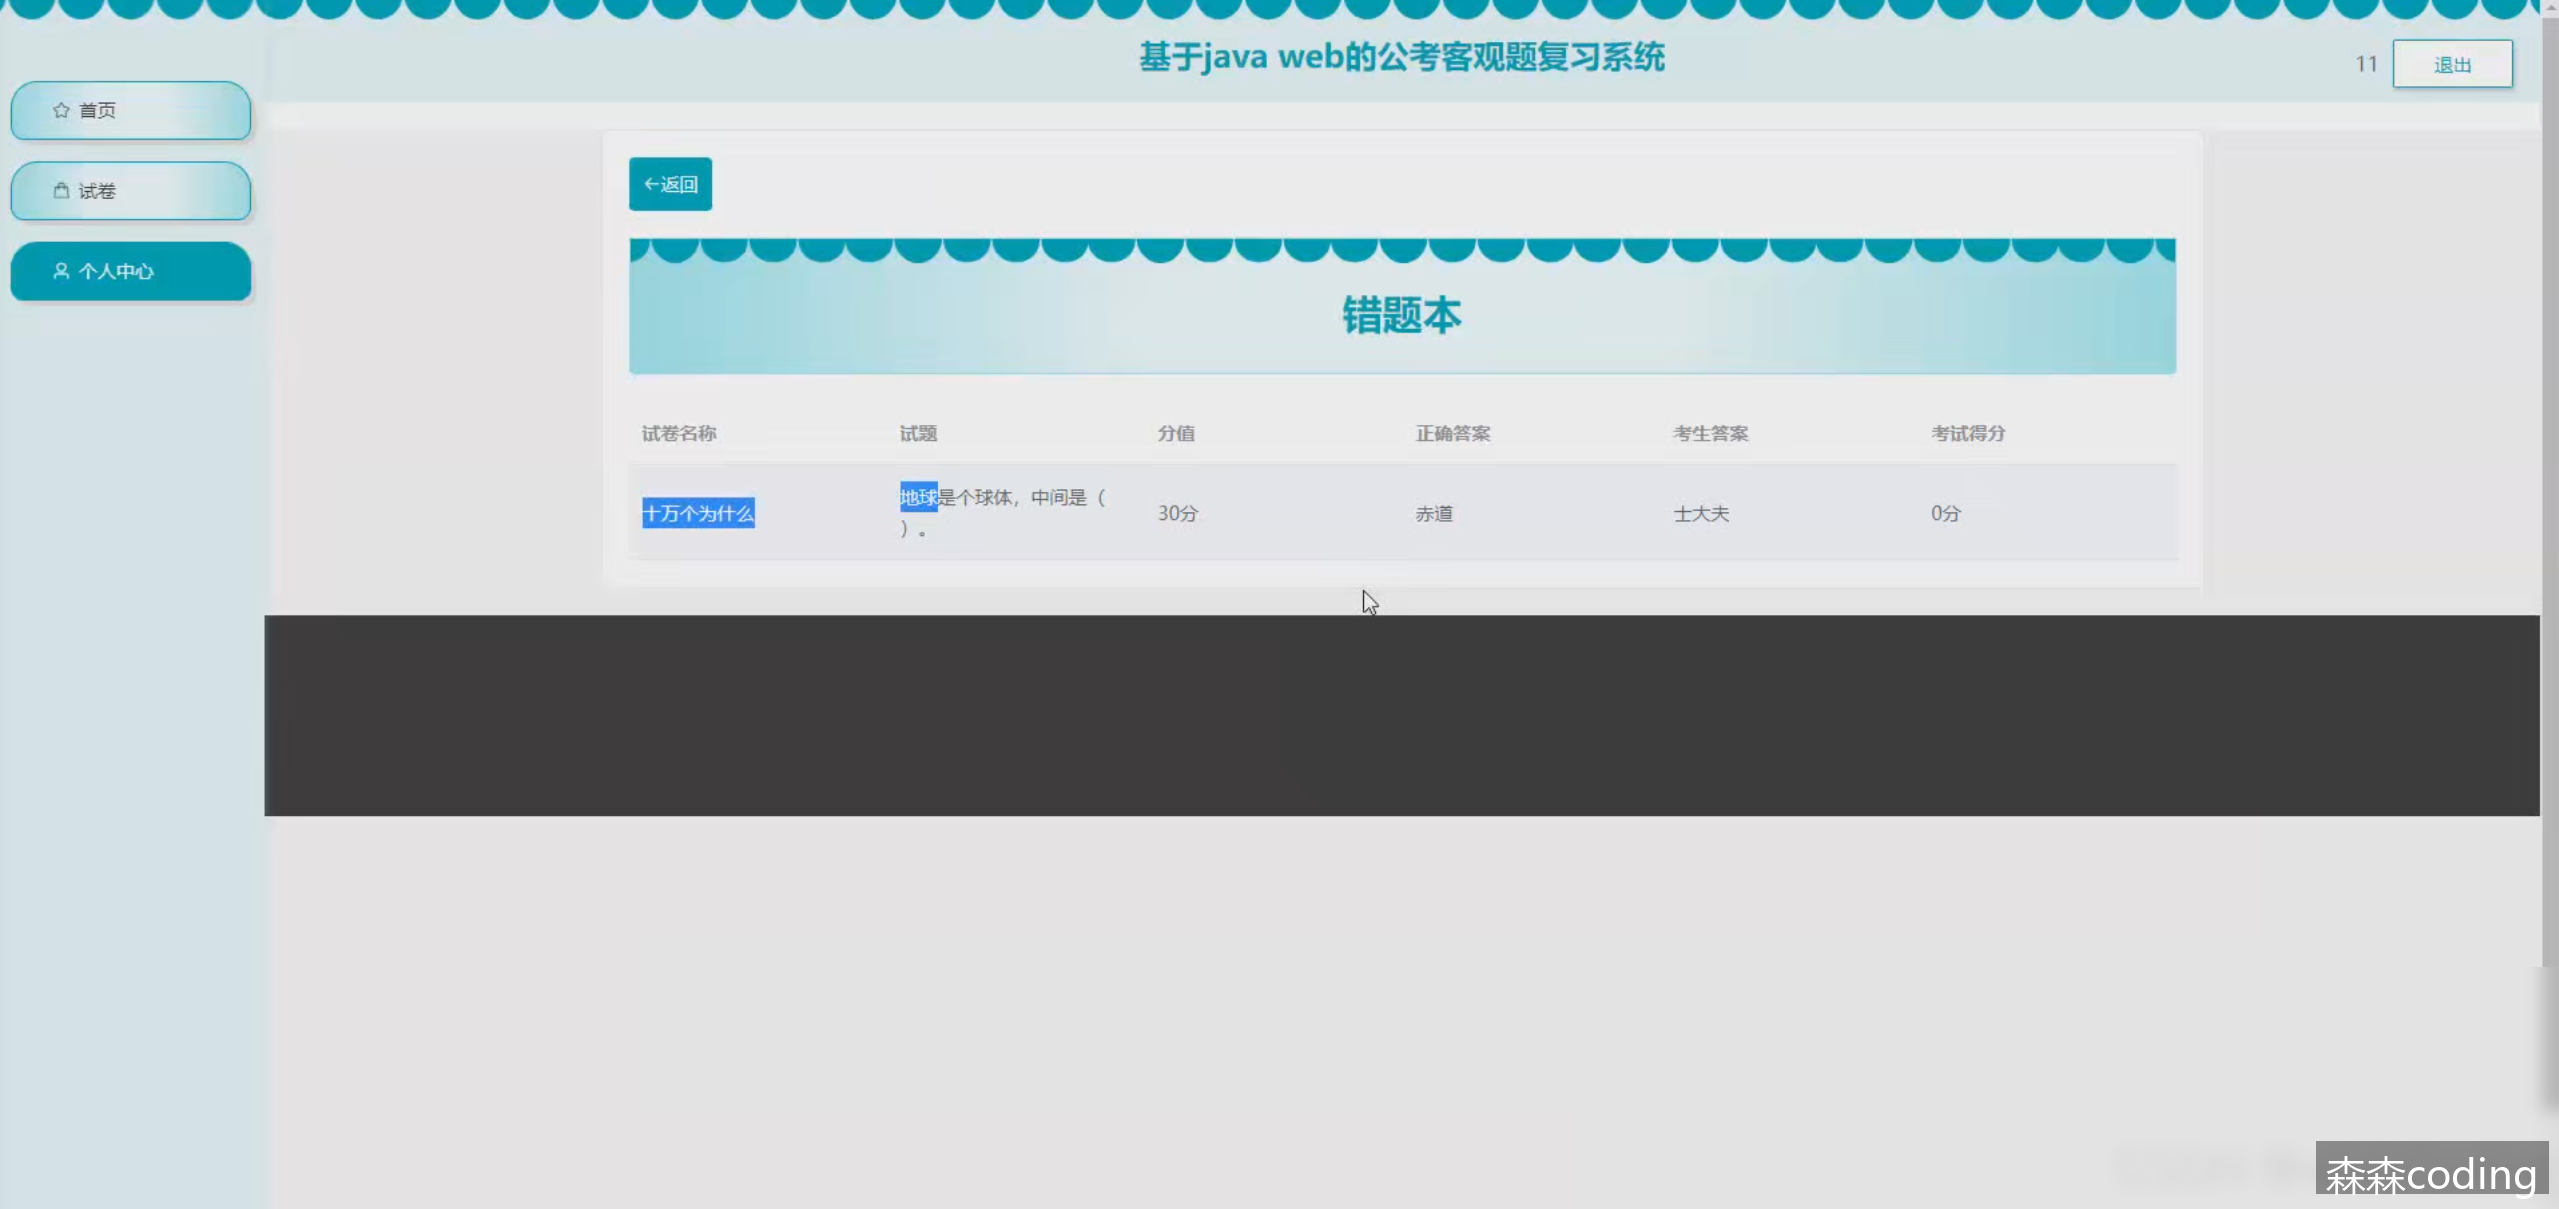 基于java web的公考客观题复习系统
11
退出
首页
试卷
个人中心
←返回
错题本
试卷名称 试题 分值 正确答案 考生答案 考试得分
十万个为什么 地球是个球体，中间是（ 30分 赤道 士大夫 0分
）。
森森coding